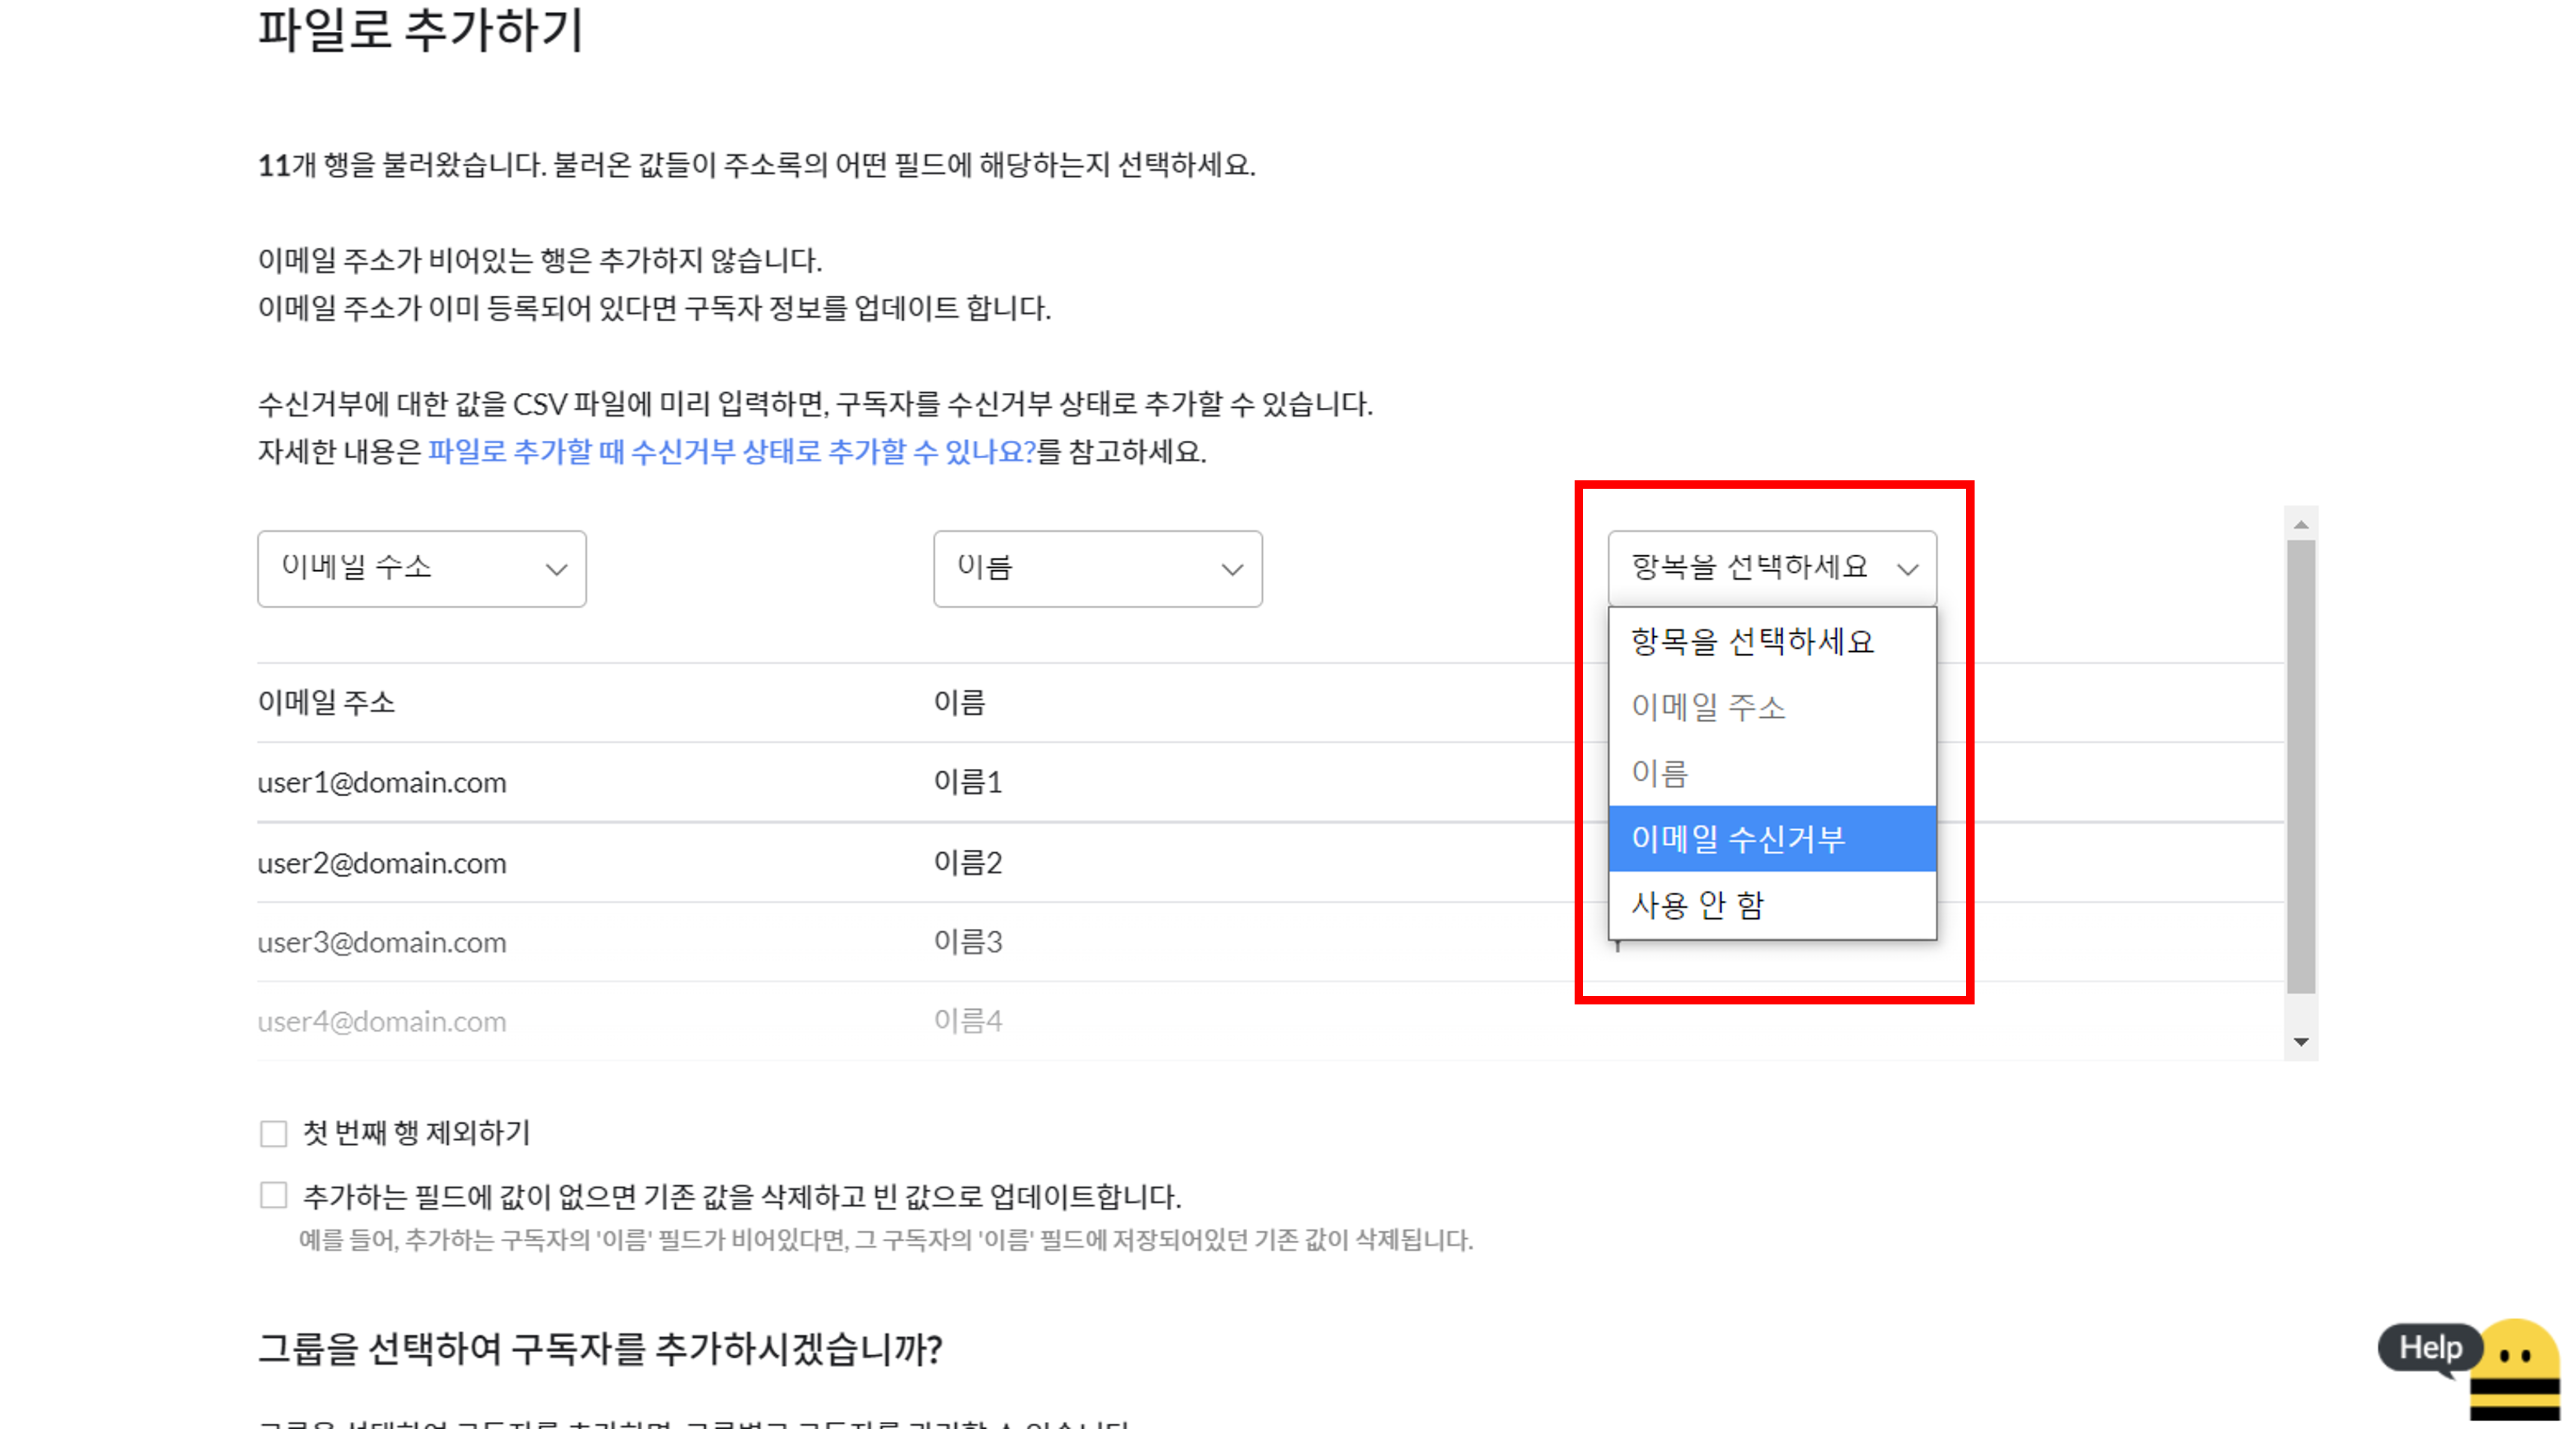 파일로 추가하기
11개 행을 불러왔습니다. 불러온 값들이 주소록의 어떤 필드에 해당하는지 선택하세요.
이메일 주소가 비어있는 행은 추가하지 않습니다.
이메일 주소가 이미 등록되어 있다면 구독자 정보를 업데이트 합니다.
수신거부에 대한 값을 CSV 파일에 미리 입력하면, 구독자를 수신거부 상태로 추가할 수 있습니다.
자세한 내용은 파일로 추가할 때 수신거부 상태로 추가할 수 있나요?를 참고하세요.
이메일 주소 이름 항목을 선택하세요
항목을 선택하세요
이메일 주소
이름
이메일 수신거부
사용 안 함
이메일 주소 이름
user1@domain.com 이름1
user2@domain.com 이름2
user3@domain.com 이름3
user4@domain.com 이름4
첫 번째 행 제외하기
추가하는 필드에 값이 없으면 기존 값을 삭제하고 빈 값으로 업데이트합니다.
예를 들어, 추가하는 구독자의 '이름' 필드가 비어있다면, 그 구독자의 '이름' 필드에 저장되어있던 기존 값이 삭제됩니다.
그룹을 선택하여 구독자를 추가하시겠습니까?
Help